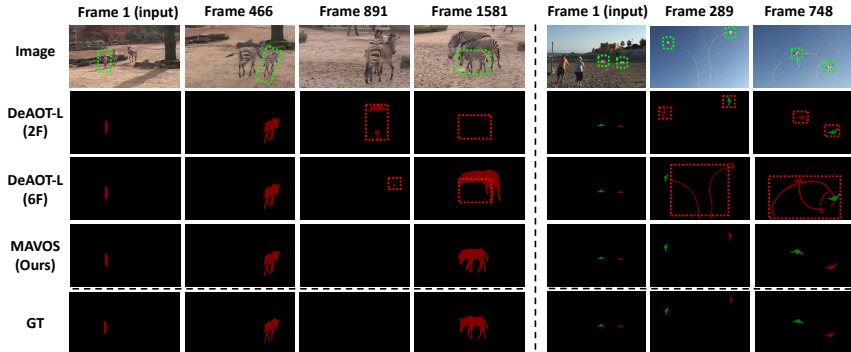 Frame 1 (input) Frame 466 Frame 891 Frame 1581 Frame 1 (input) Frame 289 Frame 748
Image
DeAOT-L
(2F)
DeAOT-L
(6F)
MAVOS
(Ours)
GT